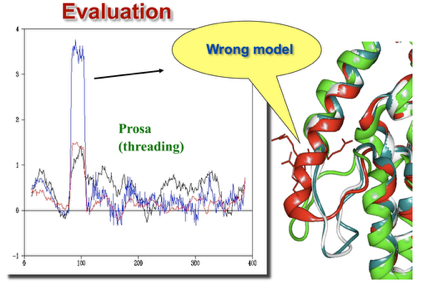 Evaluation
Wrong model
Prosa
(threading)
4
3
2
1
0
-1
0
100
200
300
400